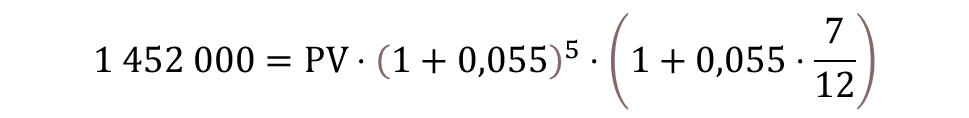 1 452 000 = PV · (1 + 0,055)⁵ · (1 + 0,055 · 7/12)